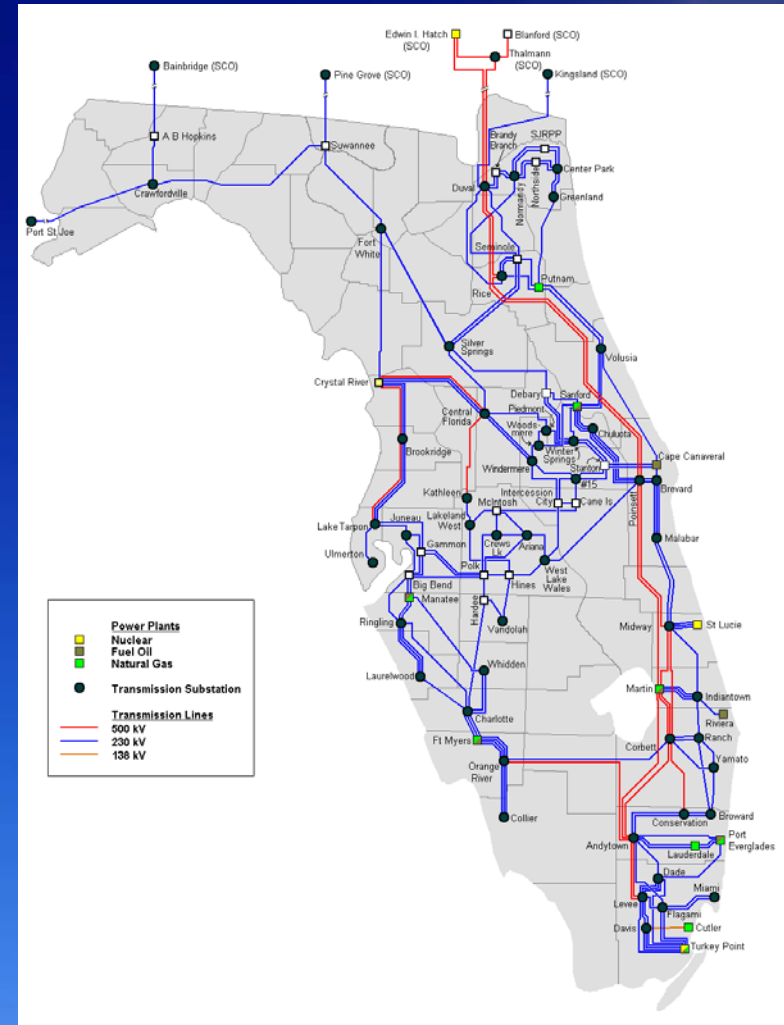 Edwin I. Hatch
(SCO)
Blanford (SCO)
Thalmann
(SCO)
Bainbridge (SCO)
Pine Grove (SCO)
Kingsland (SCO)
A B Hopkins
Suwannee
Brandy
Branch
SJRPP
Northside
Center Park
Duval
Normandy
Greenland
Crawfordville
Port St Joe
Fort
White
Seminole
Rice
Putnam
Silver
Springs
Volusia
Crystal River
Debary
Sanford
Central
Florida
Piedmont
Woods-
mere
Chuluota
Winter
Springs
Brookridge
Windermere
Stanton
Cape Canaveral
#15
Kathleen
McIntosh
Intercession
City
Cane Is
Poinsett
Brevard
Lake Tarpon
Juneau
Lakeland
West
Malabar
Gammon
Crews
Lk
Ariana
Ulmerton
Polk
Hines
West
Lake
Wales
Big Bend
Manatee
Hardee
Vandolah
Ringling
Midway
St Lucie
Whidden
Laurelwood
Martin
Indiantown
Riviera
Charlotte
Ft Myers
Corbett
Ranch
Orange
River
Yamato
Collier
Conservation
Broward
Andytown
Port
Everglades
Lauderdale
Dade
Miami
Levee
Flagami
Davis
Cutler
Turkey Point
Power Plants
Nuclear
Fuel Oil
Natural Gas
Transmission Substation
Transmission Lines
500 kV
230 kV
138 kV